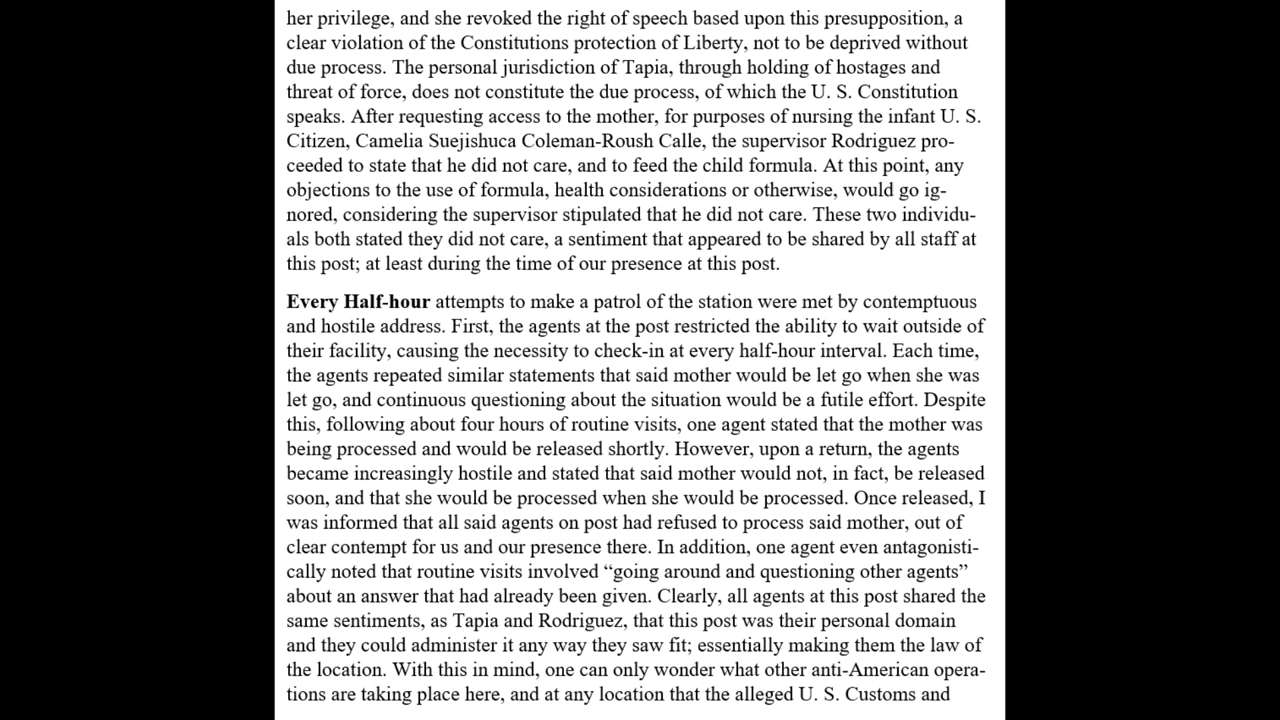 her privilege, and she revoked the right of speech based upon this presupposition, a
clear violation of the Constitutions protection of Liberty, not to be deprived without
due process. The personal jurisdiction of Tapia, through holding of hostages and
threat of force, does not constitute the due process, of which the U. S. Constitution
speaks. After requesting access to the mother, for purposes of nursing the infant U. S.
Citizen, Camelia Suejishuca Coleman-Roush Calle, the supervisor Rodriguez pro-
ceeded to state that he did not care, and to feed the child formula. At this point, any
objections to the use of formula, health considerations or otherwise, would go ig-
nored, considering the supervisor stipulated that he did not care. These two individu-
als both stated they did not care, a sentiment that appeared to be shared by all staff at
this post; at least during the time of our presence at this post.
Every Half-hour attempts to make a patrol of the station were met by contemptuous
and hostile address. First, the agents at the post restricted the ability to wait outside of
their facility, causing the necessity to check-in at every half-hour interval. Each time,
the agents repeated similar statements that said mother would be let go when she was
let go, and continuous questioning about the situation would be a futile effort. Despite
this, following about four hours of routine visits, one agent stated that the mother was
being processed and would be released shortly. However, upon a return, the agents
became increasingly hostile and stated that said mother would not, in fact, be released
soon, and that she would be processed when she would be processed. Once released, I
was informed that all said agents on post had refused to process said mother, out of
clear contempt for us and our presence there. In addition, one agent even antagonisti-
cally noted that routine visits involved “going around and questioning other agents”
about an answer that had already been given. Clearly, all agents at this post shared the
same sentiments, as Tapia and Rodriguez, that this post was their personal domain
and they could administer it any way they saw fit; essentially making them the law of
the location. With this in mind, one can only wonder what other anti-American opera-
tions are taking place here, and at any location that the alleged U. S. Customs and